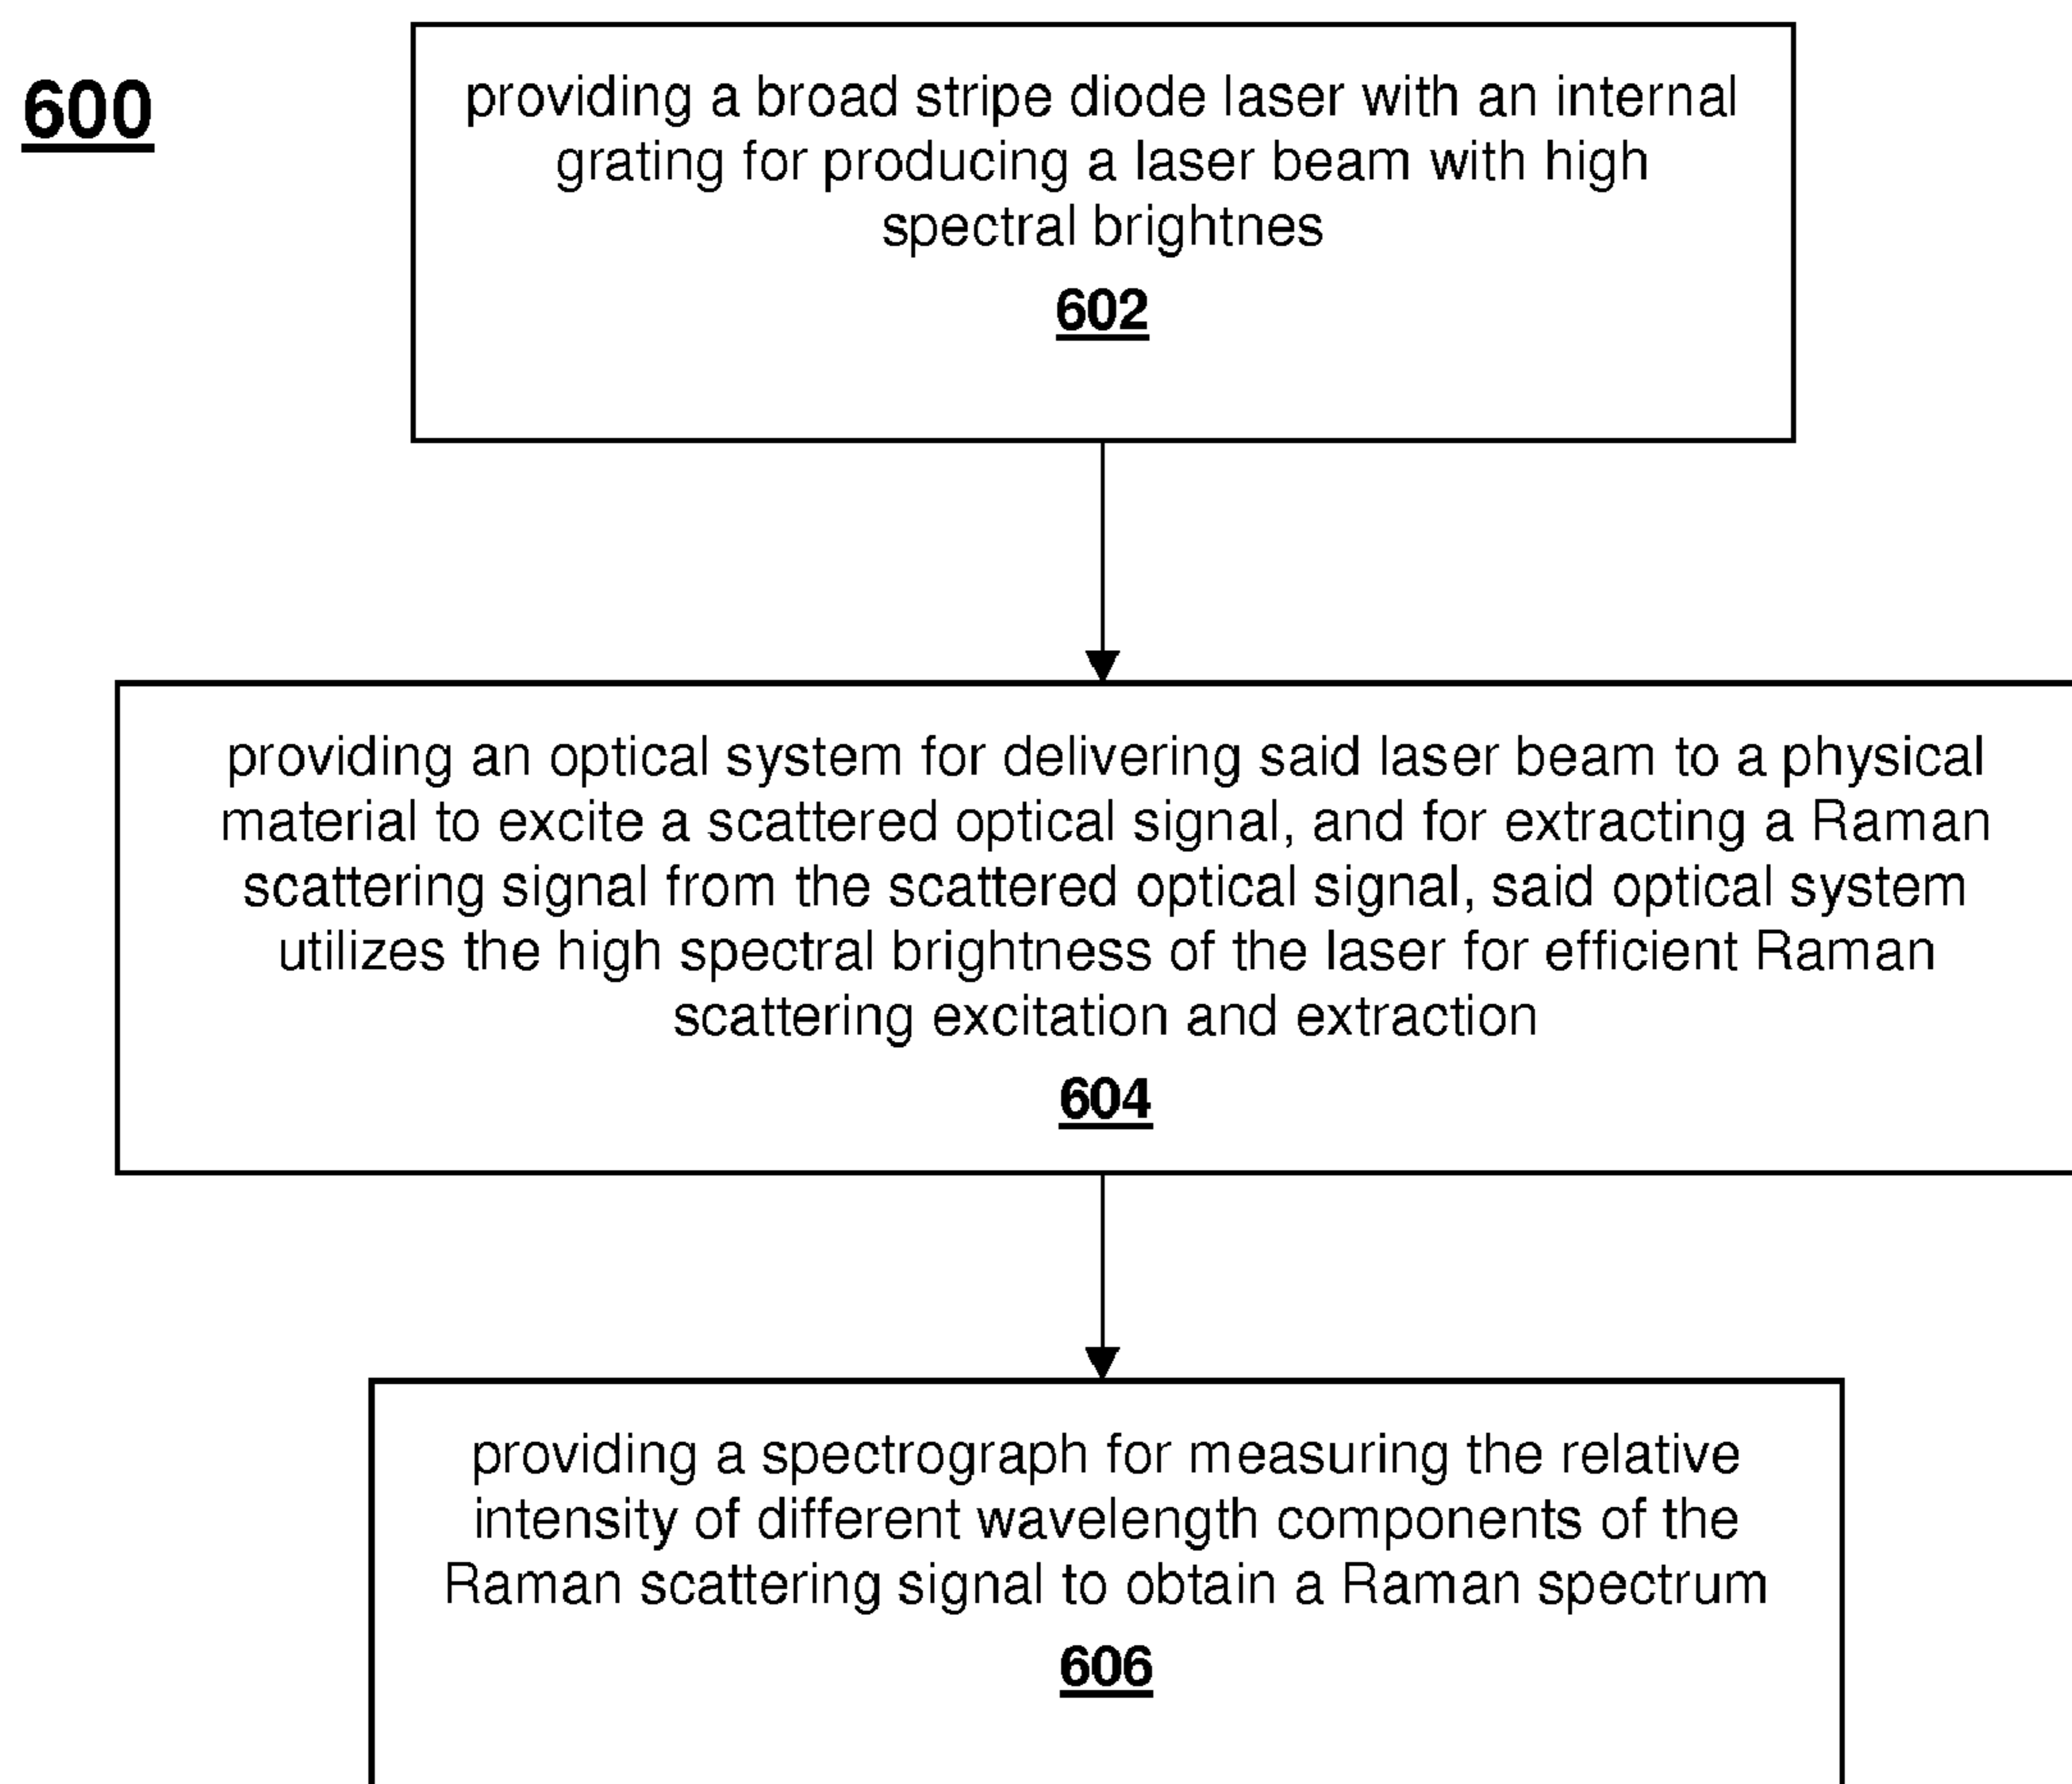 600
providing a broad stripe diode laser with an internal
grating for producing a laser beam with high
spectral brightnes
602
providing an optical system for delivering said laser beam to a physical
material to excite a scattered optical signal, and for extracting a Raman
scattering signal from the scattered optical signal, said optical system
utilizes the high spectral brightness of the laser for efficient Raman
scattering excitation and extraction
604
providing a spectrograph for measuring the relative
intensity of different wavelength components of the
Raman scattering signal to obtain a Raman spectrum
606